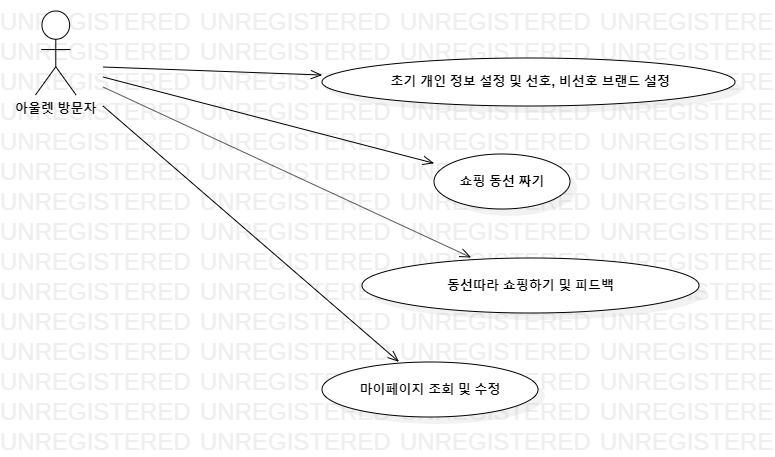 UNREGISTERED UNREGISTERED UNREGISTERED UNREGISTERED
초기 개인 정보 설정 및 선호, 비선호 브랜드 설정
아울렛 방문자
쇼핑 동선 짜기
동선따라 쇼핑하기 및 피드백
마이페이지 조회 및 수정